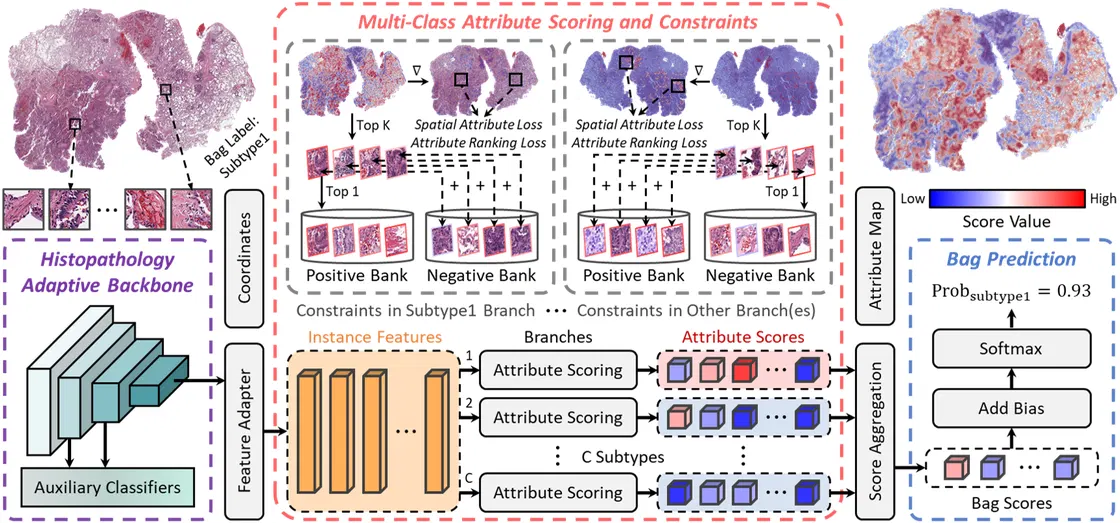 Multi-Class Attribute Scoring and Constraints
Bag Label:
Subtype1
∇
Top K
Spatial Attribute Loss
Attribute Ranking Loss
Top 1
+ + +
Positive Bank
Negative Bank
∇
Spatial Attribute Loss
Attribute Ranking Loss
Top K
+ + +
Top 1
Positive Bank
Negative Bank
Constraints in Subtype1 Branch ··· Constraints in Other Branch(es)
Histopathology
Adaptive Backbone
Auxiliary Classifiers
Coordinates
Feature Adapter
Instance Features
Branches
Attribute Scores
1
Attribute Scoring
2
Attribute Scoring
C Subtypes
C
Attribute Scoring
Attribute Map
Score Aggregation
Low
High
Score Value
Bag Prediction
Prob_subtype1 = 0.93
Softmax
Add Bias
Bag Scores